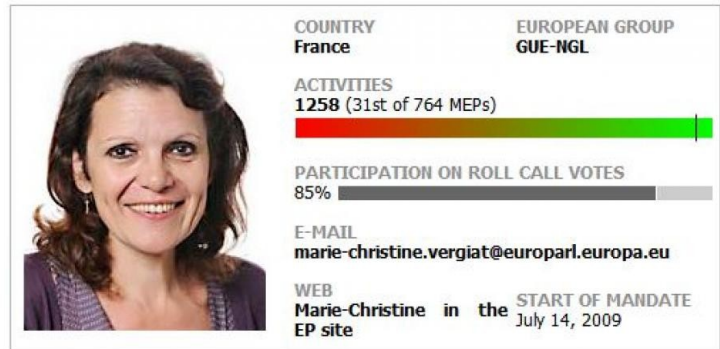 COUNTRY
France
EUROPEAN GROUP
GUE-NGL
ACTIVITIES
1258 (31st of 764 MEPs)
PARTICIPATION ON ROLL CALL VOTES
85%
E-MAIL
marie-christine.vergiat@europarl.europa.eu
WEB
Marie-Christine in the
EP site
START OF MANDATE
July 14, 2009